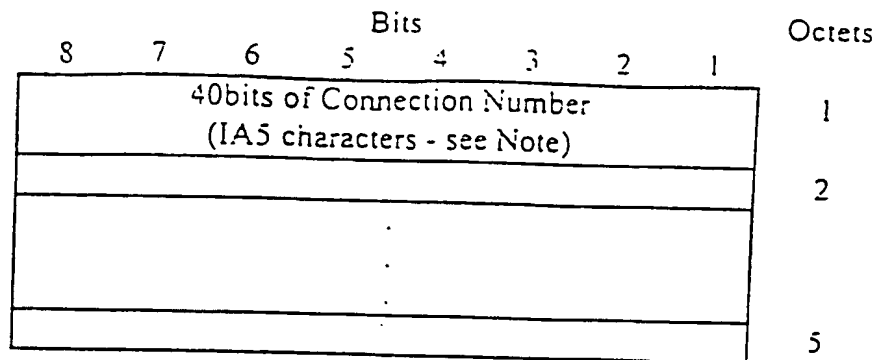 Bits
Octets
8 7 6 5 4 3 2 1
40bits of Connection Number
1
(IA5 characters - see Note)
2
.
.
.
5